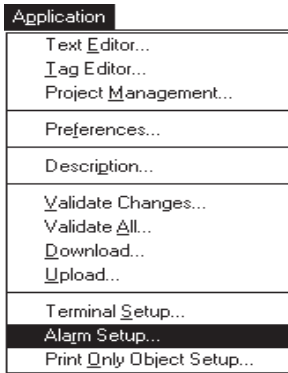 Application
Text Editor...
Tag Editor...
Project Management...
Preferences...
Description...
Validate Changes...
Validate All...
Download...
Upload...
Terminal Setup...
Alarm Setup...
Print Only Object Setup...